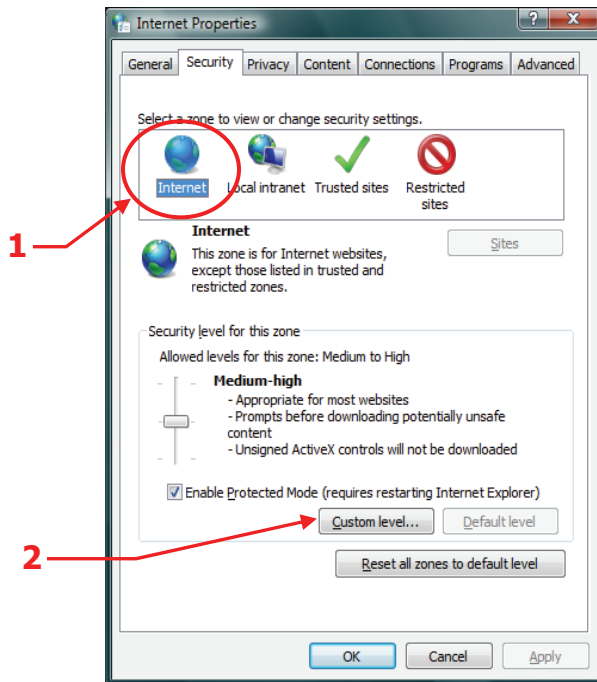 Internet Properties
? X
General Security Privacy Content Connections Programs Advanced
Select a zone to view or change security settings.
Internet Local intranet Trusted sites Restricted
sites
1
Internet
This zone is for Internet websites,
except those listed in trusted and
restricted zones.
Sites
Security level for this zone
Allowed levels for this zone: Medium to High
Medium-high
- Appropriate for most websites
- Prompts before downloading potentially unsafe
content
- Unsigned ActiveX controls will not be downloaded
Enable Protected Mode (requires restarting Internet Explorer)
Custom level... Default level
2
Reset all zones to default level
OK Cancel Apply